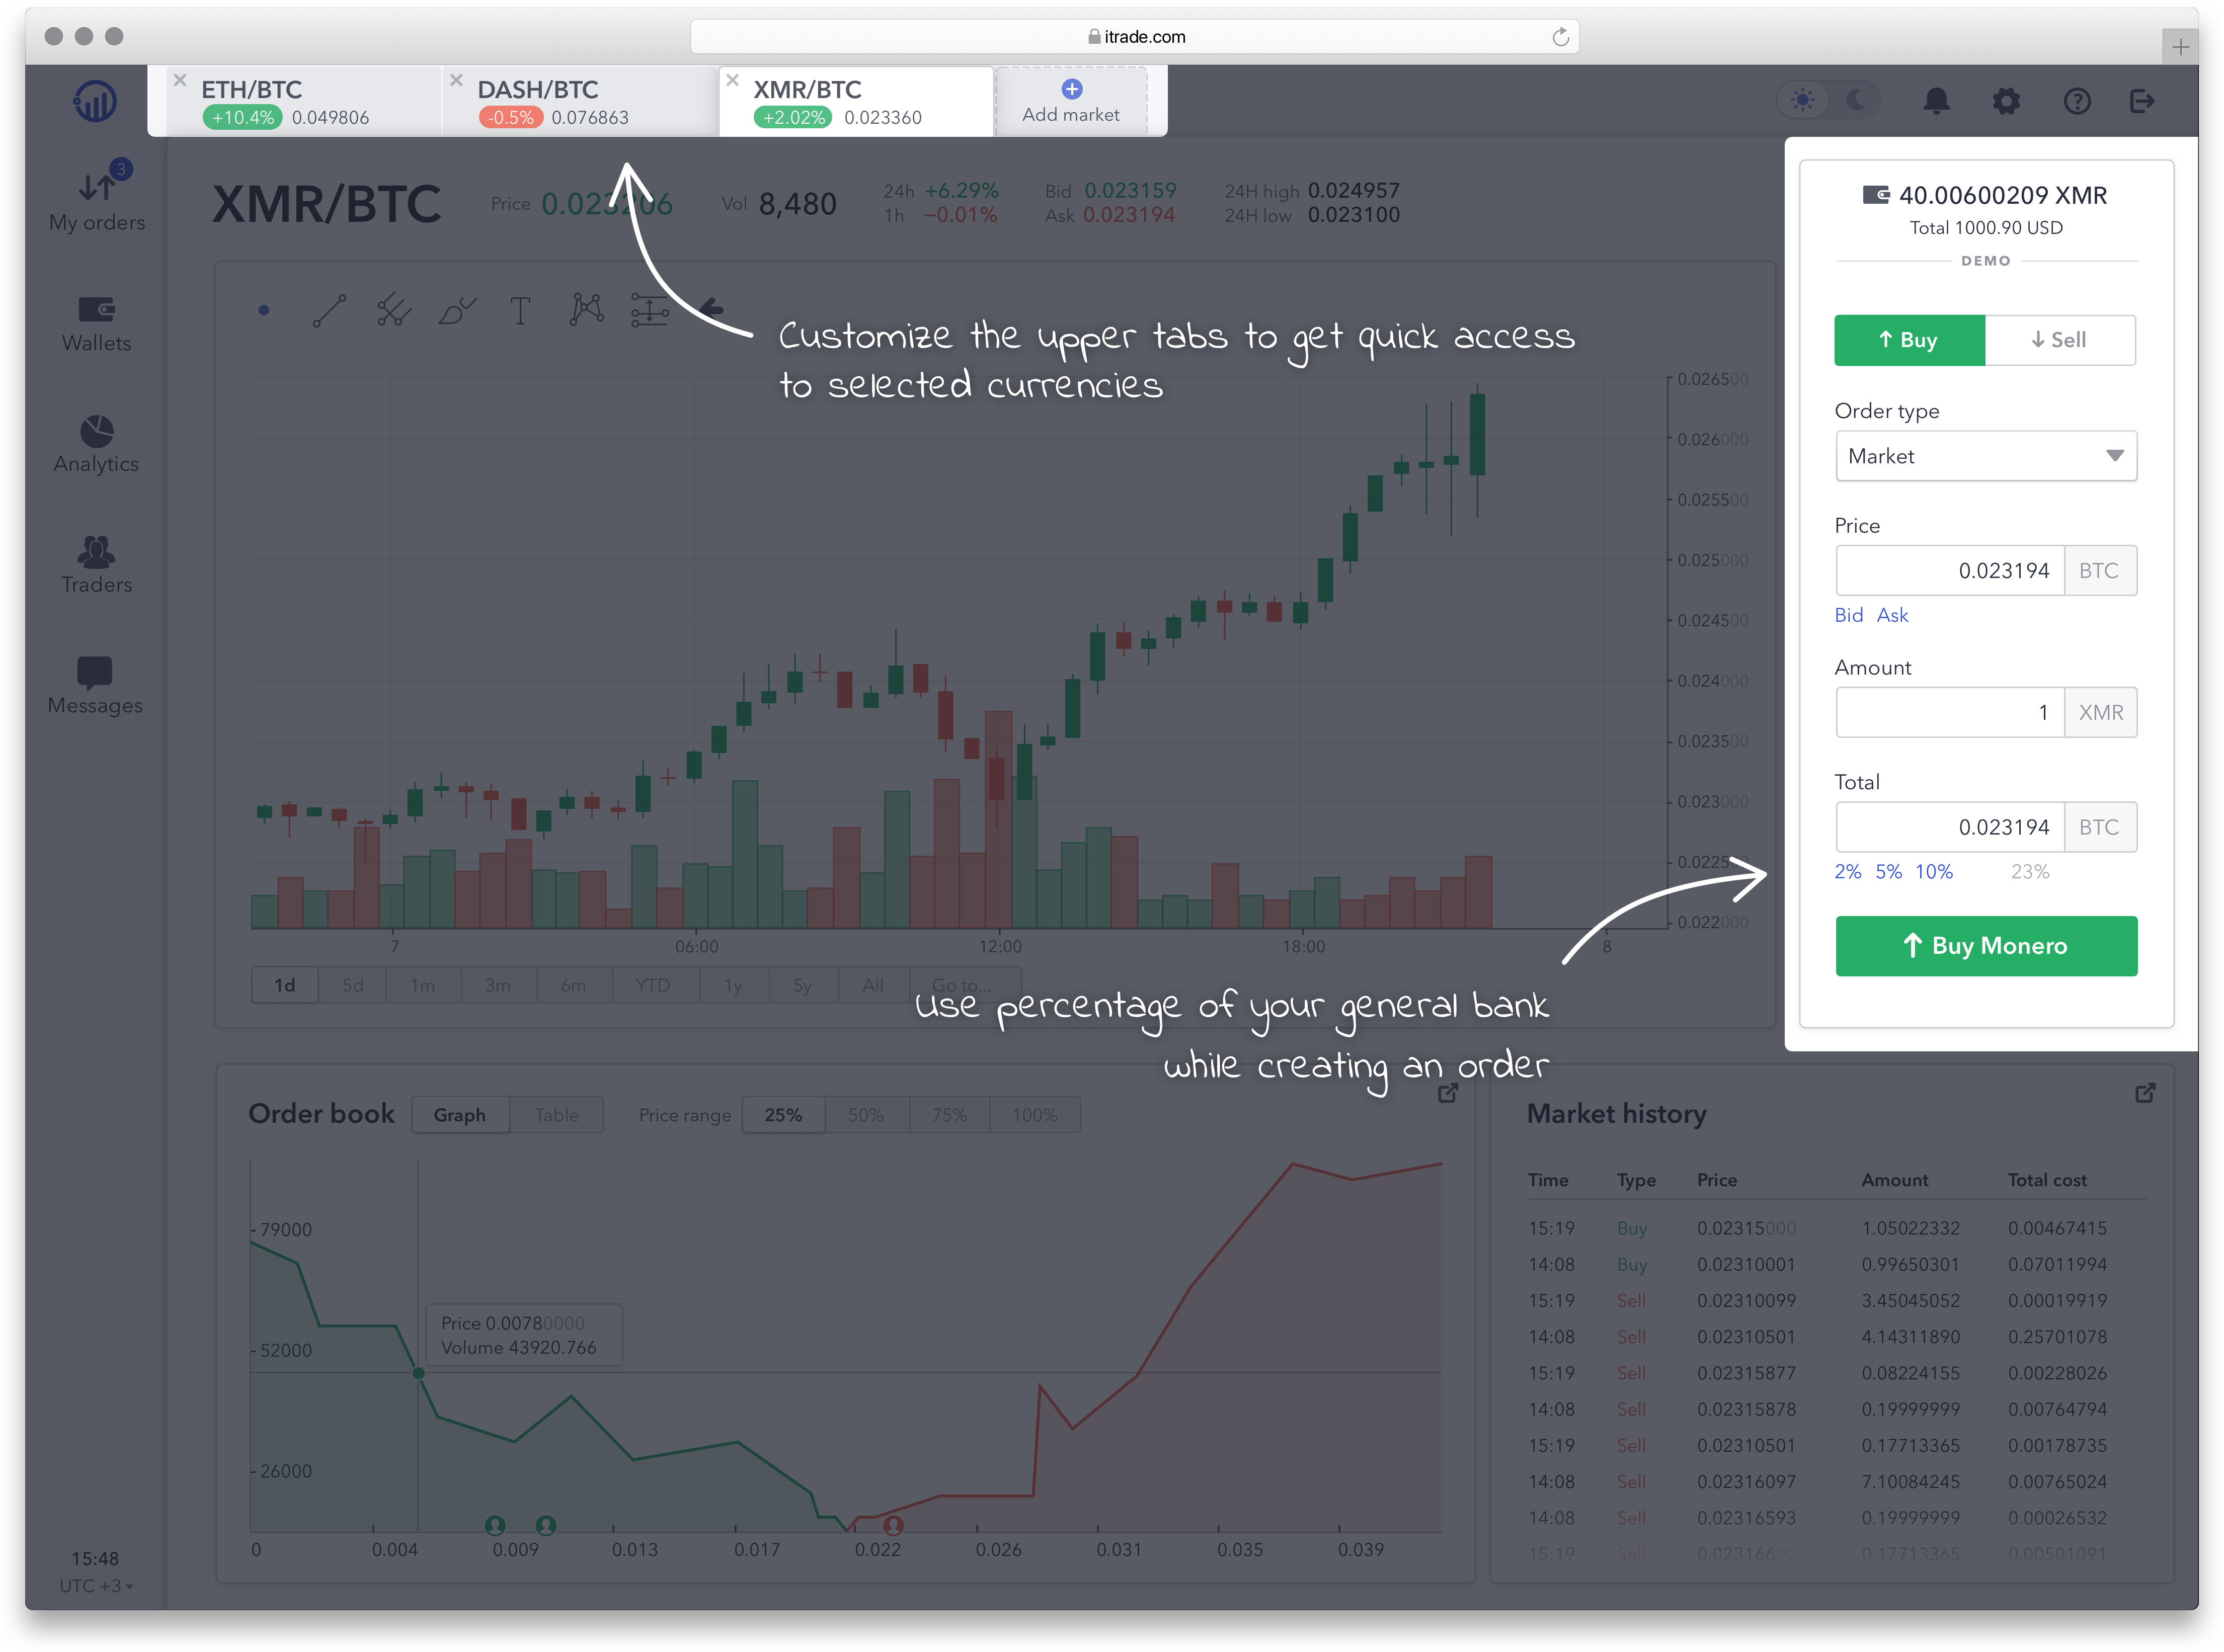 itrade.com
ETH/BTC
+10.4% 0.049806
DASH/BTC
-0.5% 0.076863
XMR/BTC
+2.02% 0.023360
Add market
3
My orders
Wallets
Analytics
Traders
Messages
15:48
UTC +3
XMR/BTC
Price 0.023206
Vol 8,480
24h +6.29%
1h −0.01%
Bid 0.023159
Ask 0.023194
24H high 0.024957
24H low 0.023100
T
Customize the upper tabs to get quick access
to selected currencies
0.026500
0.026000
0.025500
0.025000
0.024500
0.024000
0.023500
0.023000
0.022500
0.022000
7 06:00 12:00 18:00 8
1d 5d 1m 3m 6m YTD 1y 5y All Go to...
Use percentage of your general bank
while creating an order
40.00600209 XMR
Total 1000.90 USD
DEMO
Buy Sell
Order type
Market
Price
0.023194 BTC
Bid Ask
Amount
1 XMR
Total
0.023194 BTC
2% 5% 10% 23%
Buy Monero
Order book Graph Table Price range 25% 50% 75% 100%
79000
52000
26000
Price 0.00780000
Volume 43920.766
0 0.004 0.009 0.013 0.017 0.022 0.026 0.031 0.035 0.039
Market history
Time Type Price Amount Total cost
15:19 Buy 0.02315000 1.05022332 0.00467415
14:08 Buy 0.02310001 0.99650301 0.07011994
15:19 Sell 0.02310099 3.45045052 0.00019919
14:08 Sell 0.02310501 4.14311890 0.25701078
15:19 Sell 0.02315877 0.08224155 0.00228026
14:08 Sell 0.02315878 0.19999999 0.00764794
15:19 Sell 0.02310501 0.17713365 0.00178735
14:08 Sell 0.02316097 7.10084245 0.00765024
14:08 Sell 0.02316593 0.19999999 0.00026532
15:19 Sell 0.02316600 0.17713365 0.00501091